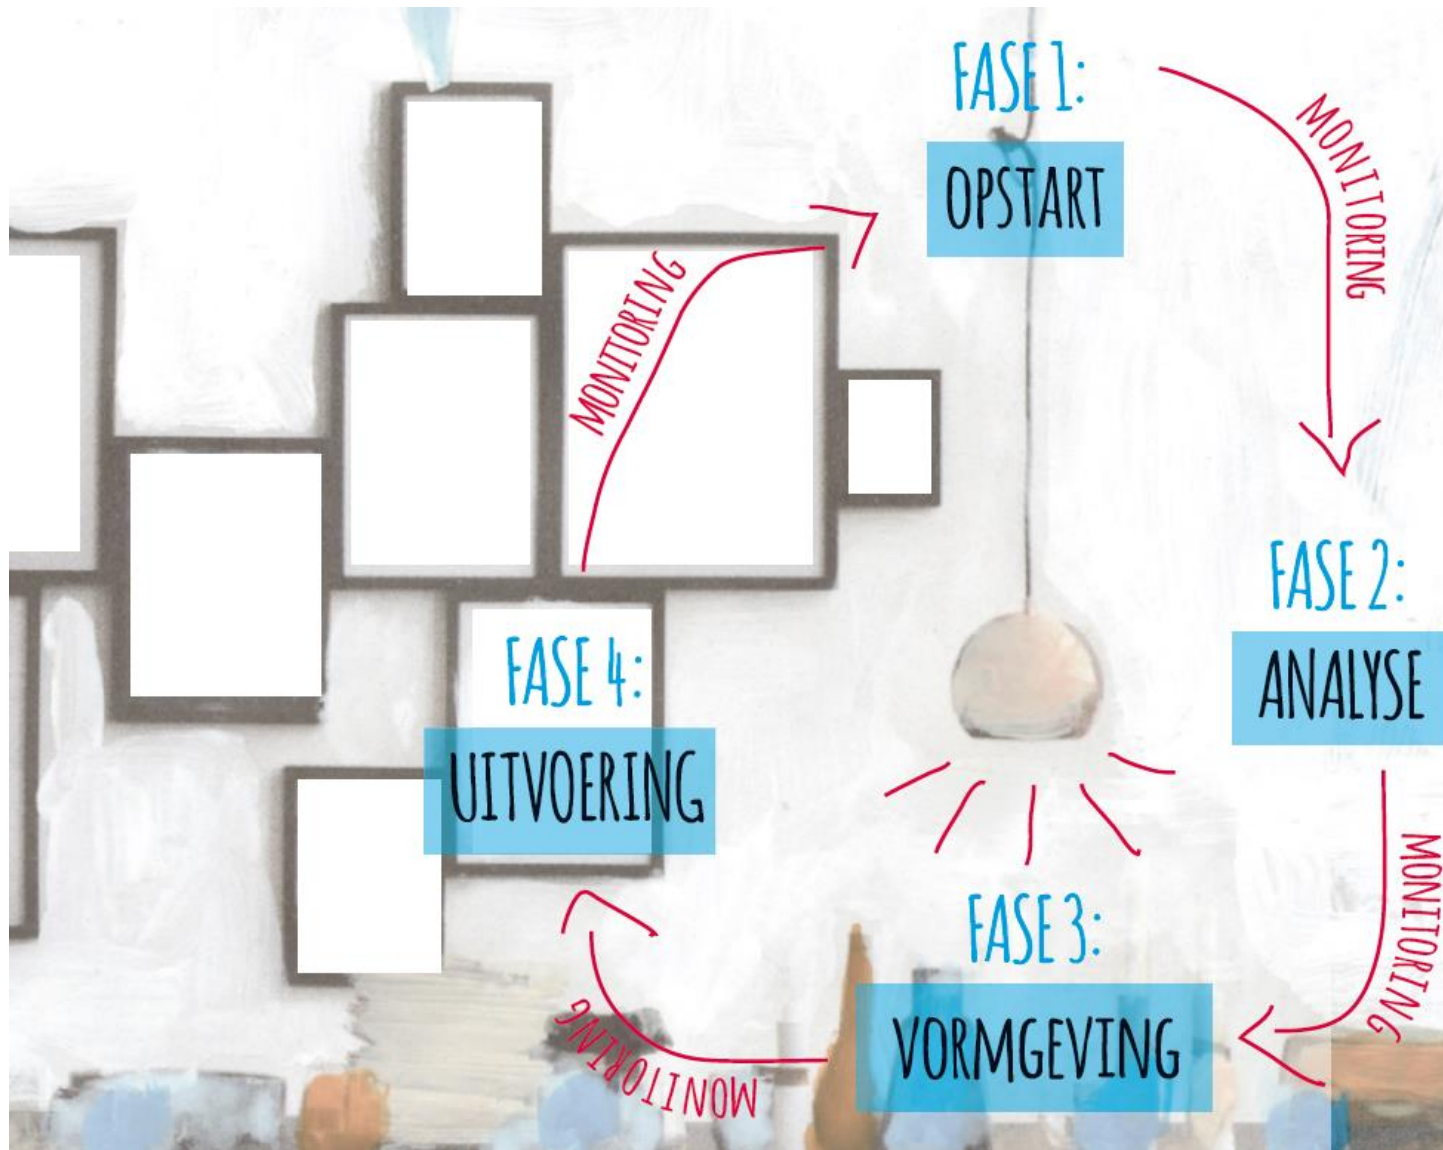 FASE 1:
OPSTART
MONITORING
FASE 2:
ANALYSE
MONITORING
FASE 3:
VORMGEVING
MONITORING
FASE 4:
UITVOERING
MONITORING